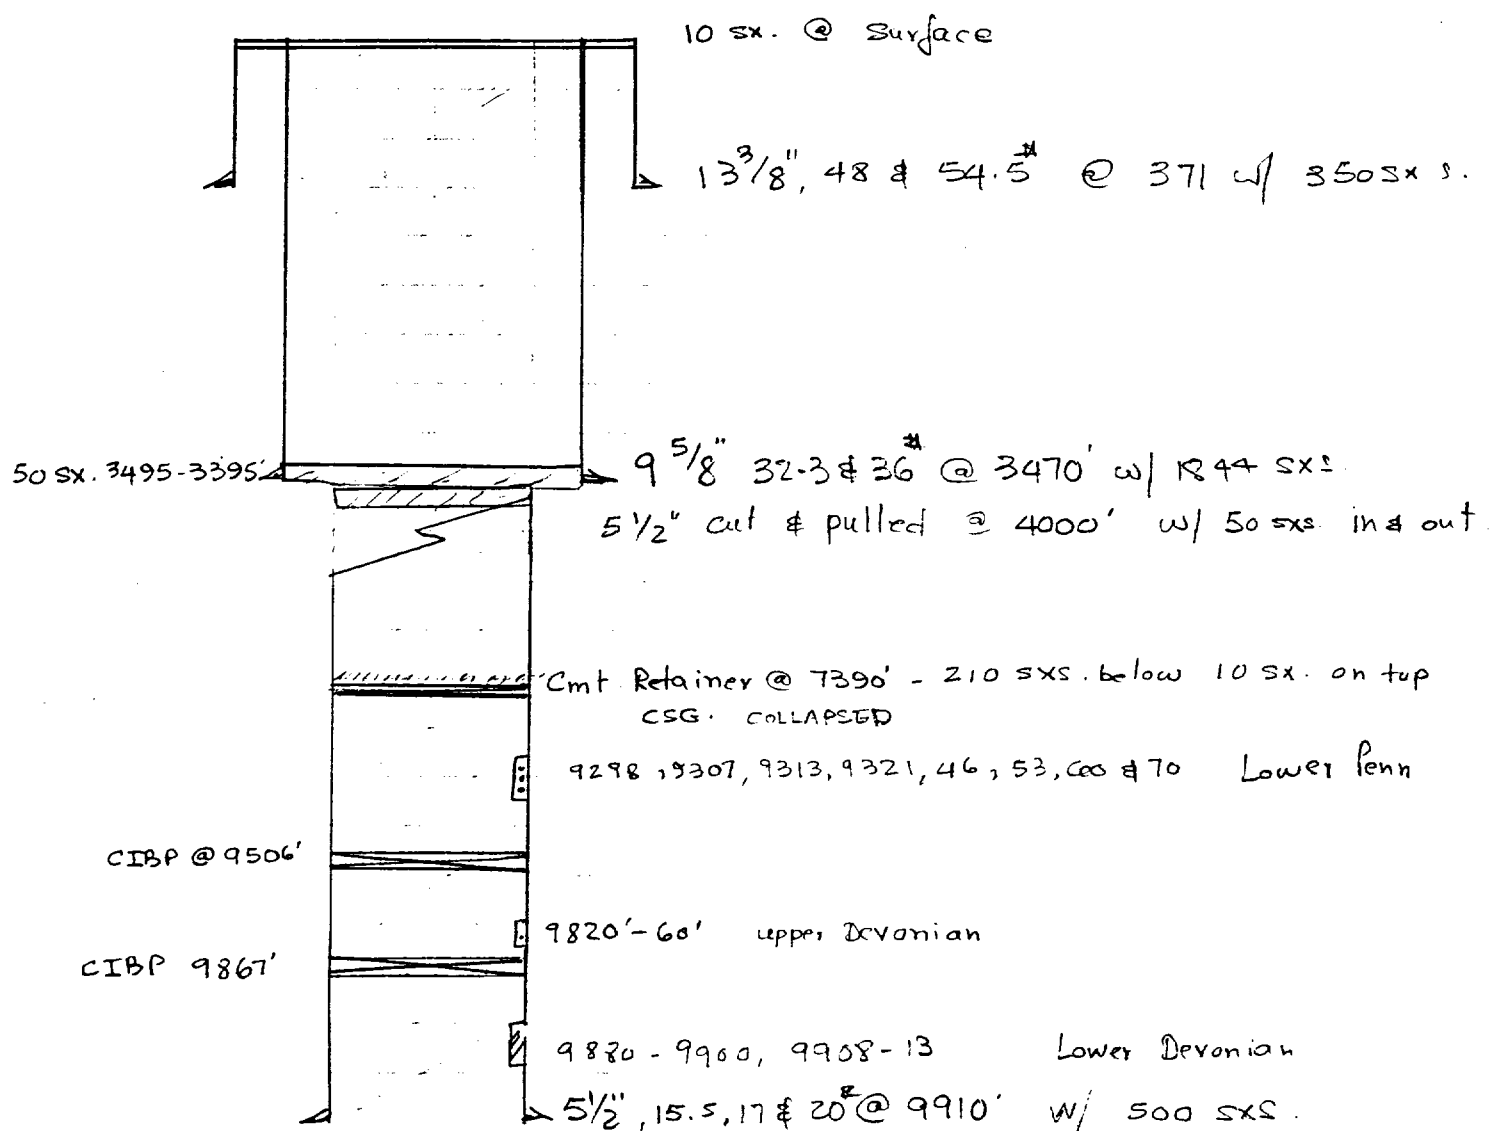 10 sx. @ Surface
13 3/8", 48 & 54.5# @ 371 w/ 350 sxs.
50 sx. 3495-3395'
9 5/8" 32.3 & 36# @ 3470' w/ 1844 sxs
5 1/2" cut & pulled @ 4000' w/ 50 sxs. in & out
Cmt Retainer @ 7390' - 210 sxs. below 10 sx. on top
CSG. COLLAPSED
9298, 9307, 9313, 9321, 46, 53, 60 & 70 Lower Penn
CIBP @ 9506'
9820'-60' upper Devonian
CIBP 9867'
9880-9900, 9908-13 Lower Devonian
5 1/2", 15.5, 17 & 20# @ 9910' w/ 500 sxs.